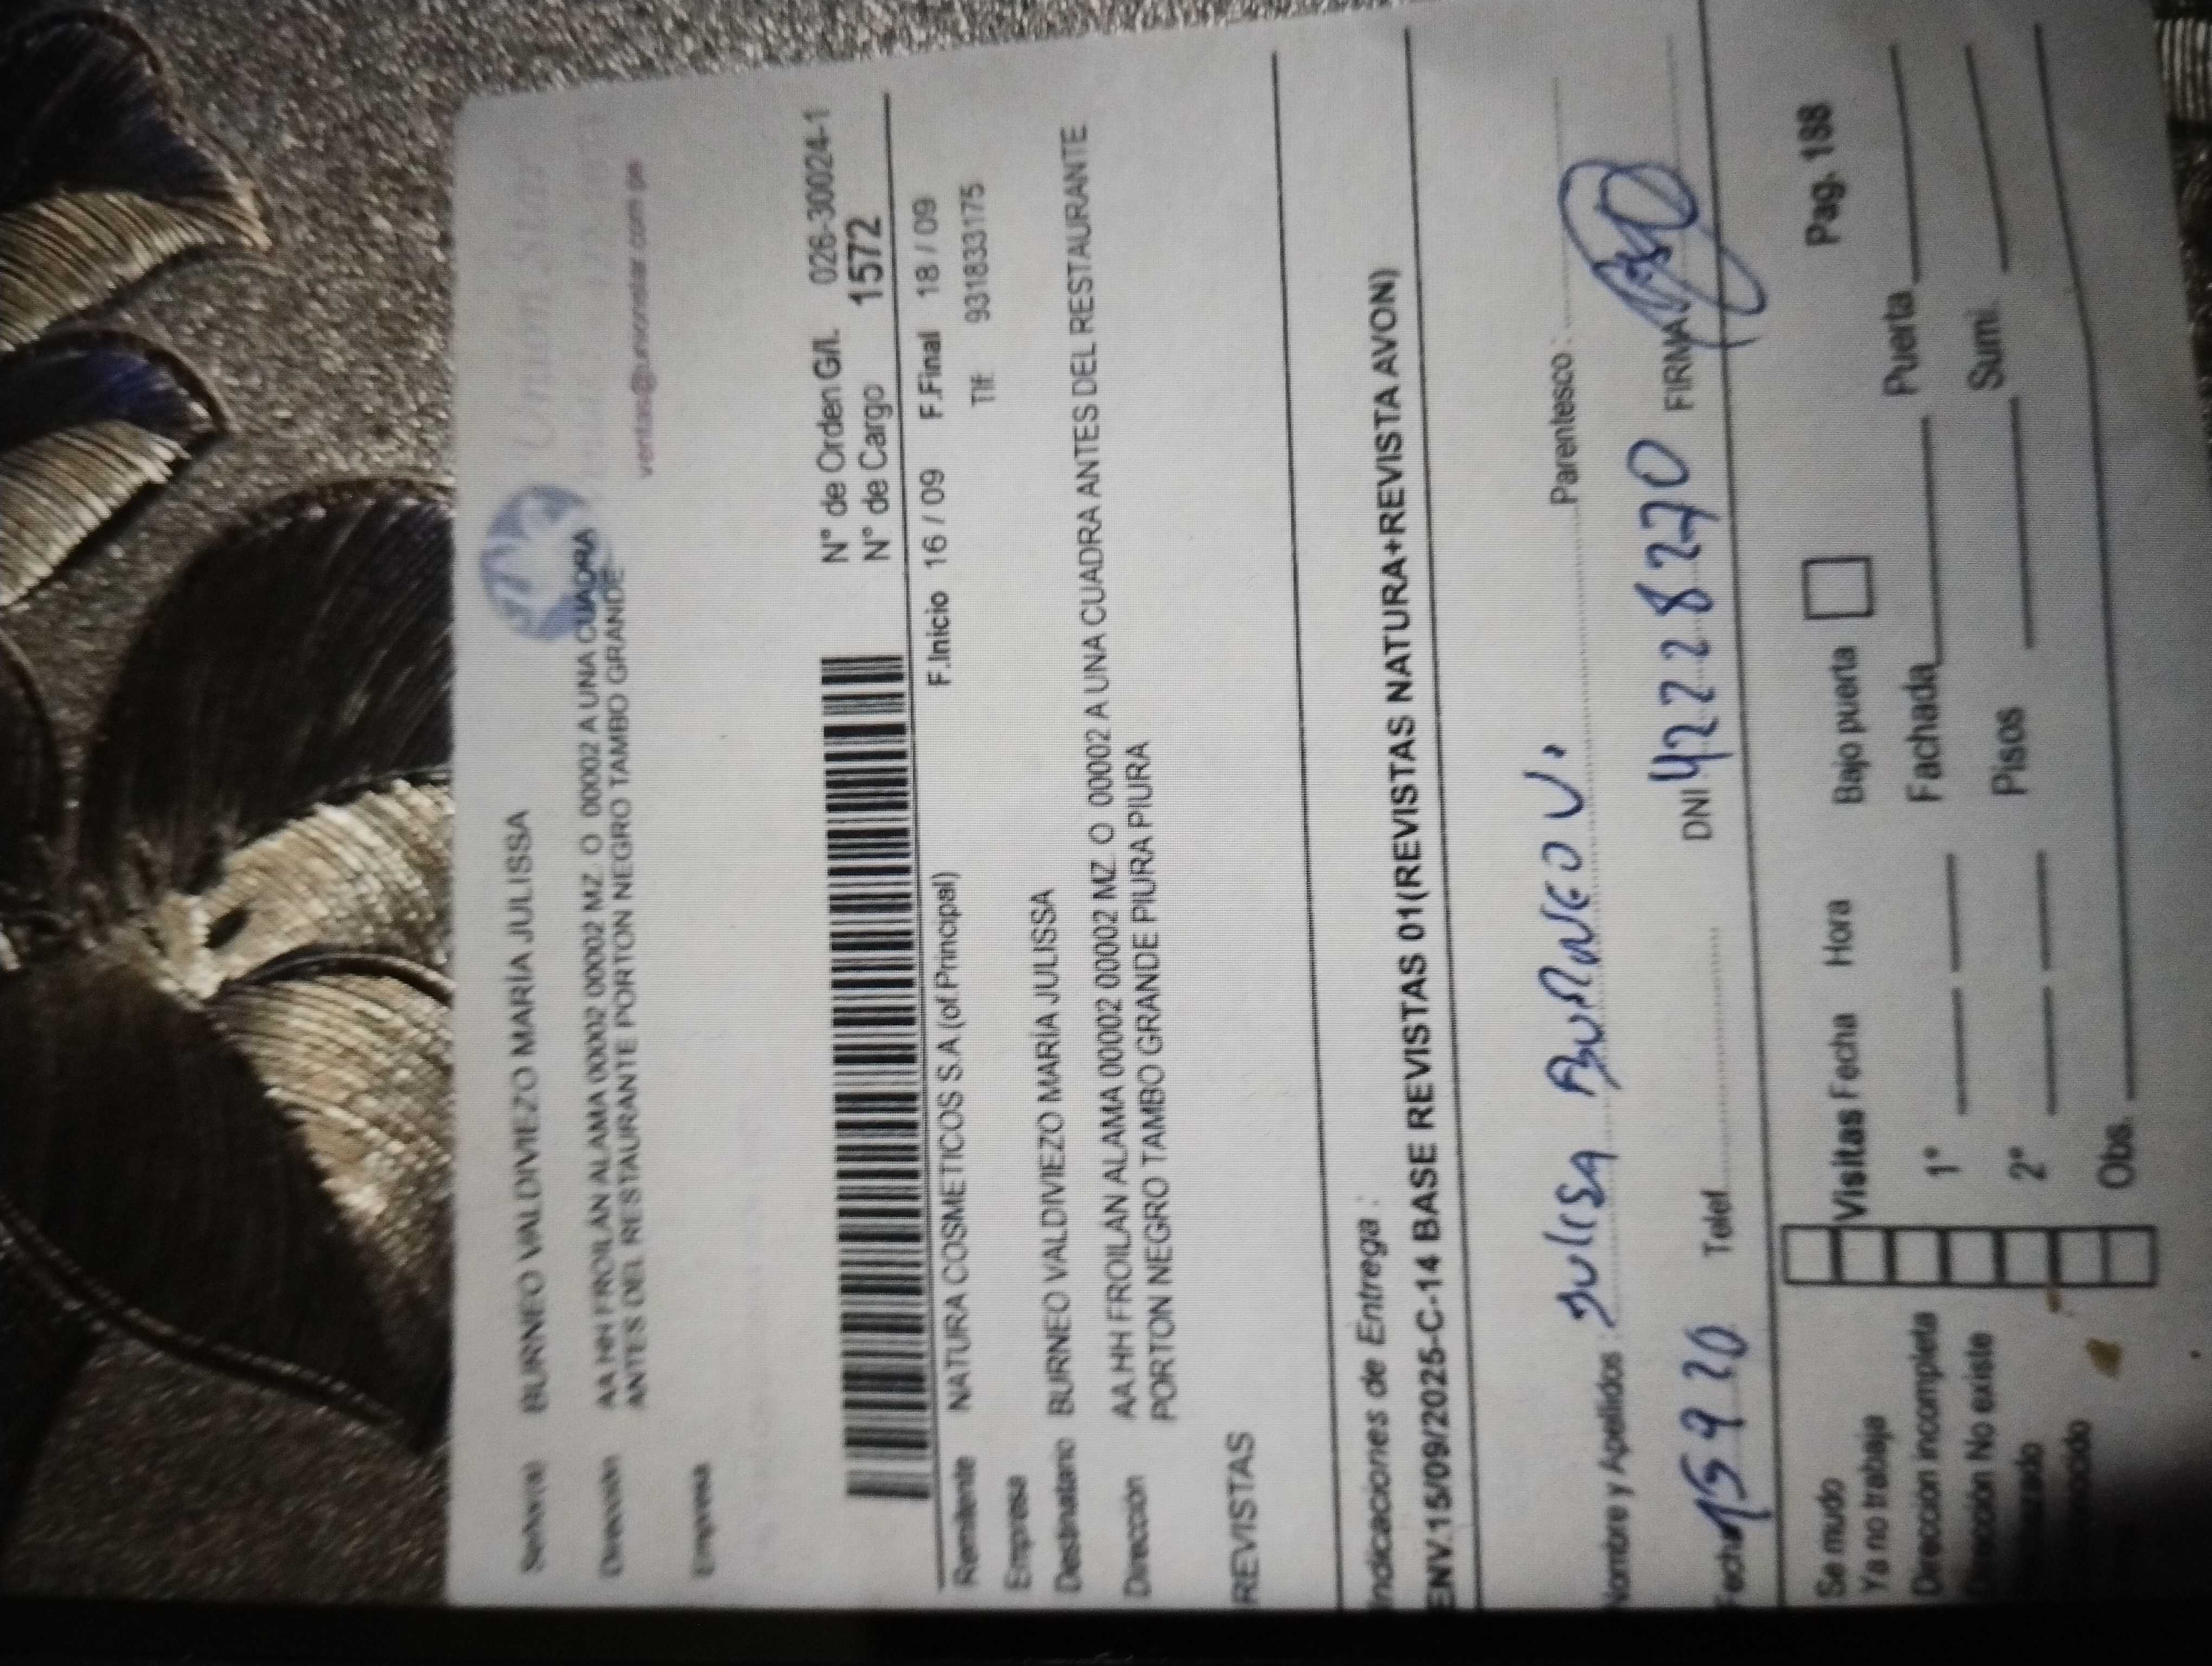 Señor(a) BURNEO VALDIVIEZO MARÍA JULISSA
Dirección AA.HH FROILÁN ALAMA 00002 00002 MZ. O 00002 A UNA CUADRA
ANTES DEL RESTAURANTE PORTON NEGRO TAMBO GRANDE
Empresa
Union Star
ventas@unionstar.com.pe
N° de Orden G/L. 026-300024-1
N° de Cargo 1572
Remitente NATURA COSMETICOS S.A.(of.Principal) F.Inicio 16 / 09 F.Final 18 / 09
Empresa Tlf: 931833175
Destinatario BURNEO VALDIVIEZO MARÍA JULISSA
Dirección AA.HH FROILÁN ALAMA 00002 00002 MZ. O 00002 A UNA CUADRA ANTES DEL RESTAURANTE
PORTON NEGRO TAMBO GRANDE PIURA PIURA
REVISTAS
Indicaciones de Entrega :
ENV.15/09/2025-C-14 BASE REVISTAS 01(REVISTAS NATURA+REVISTA AVON)
Nombre y Apellidos : Julissa Burneo V. Parentesco :
Fecha 15 9 20 Telef. DNI 42228270 FIRMA
Se mudo
Ya no trabaja
Dirección incompleta
Dirección No existe
Visitas Fecha Hora Bajo puerta Pag. 188
1° Fachada Puerta
2° Pisos Sumi.
Obs.